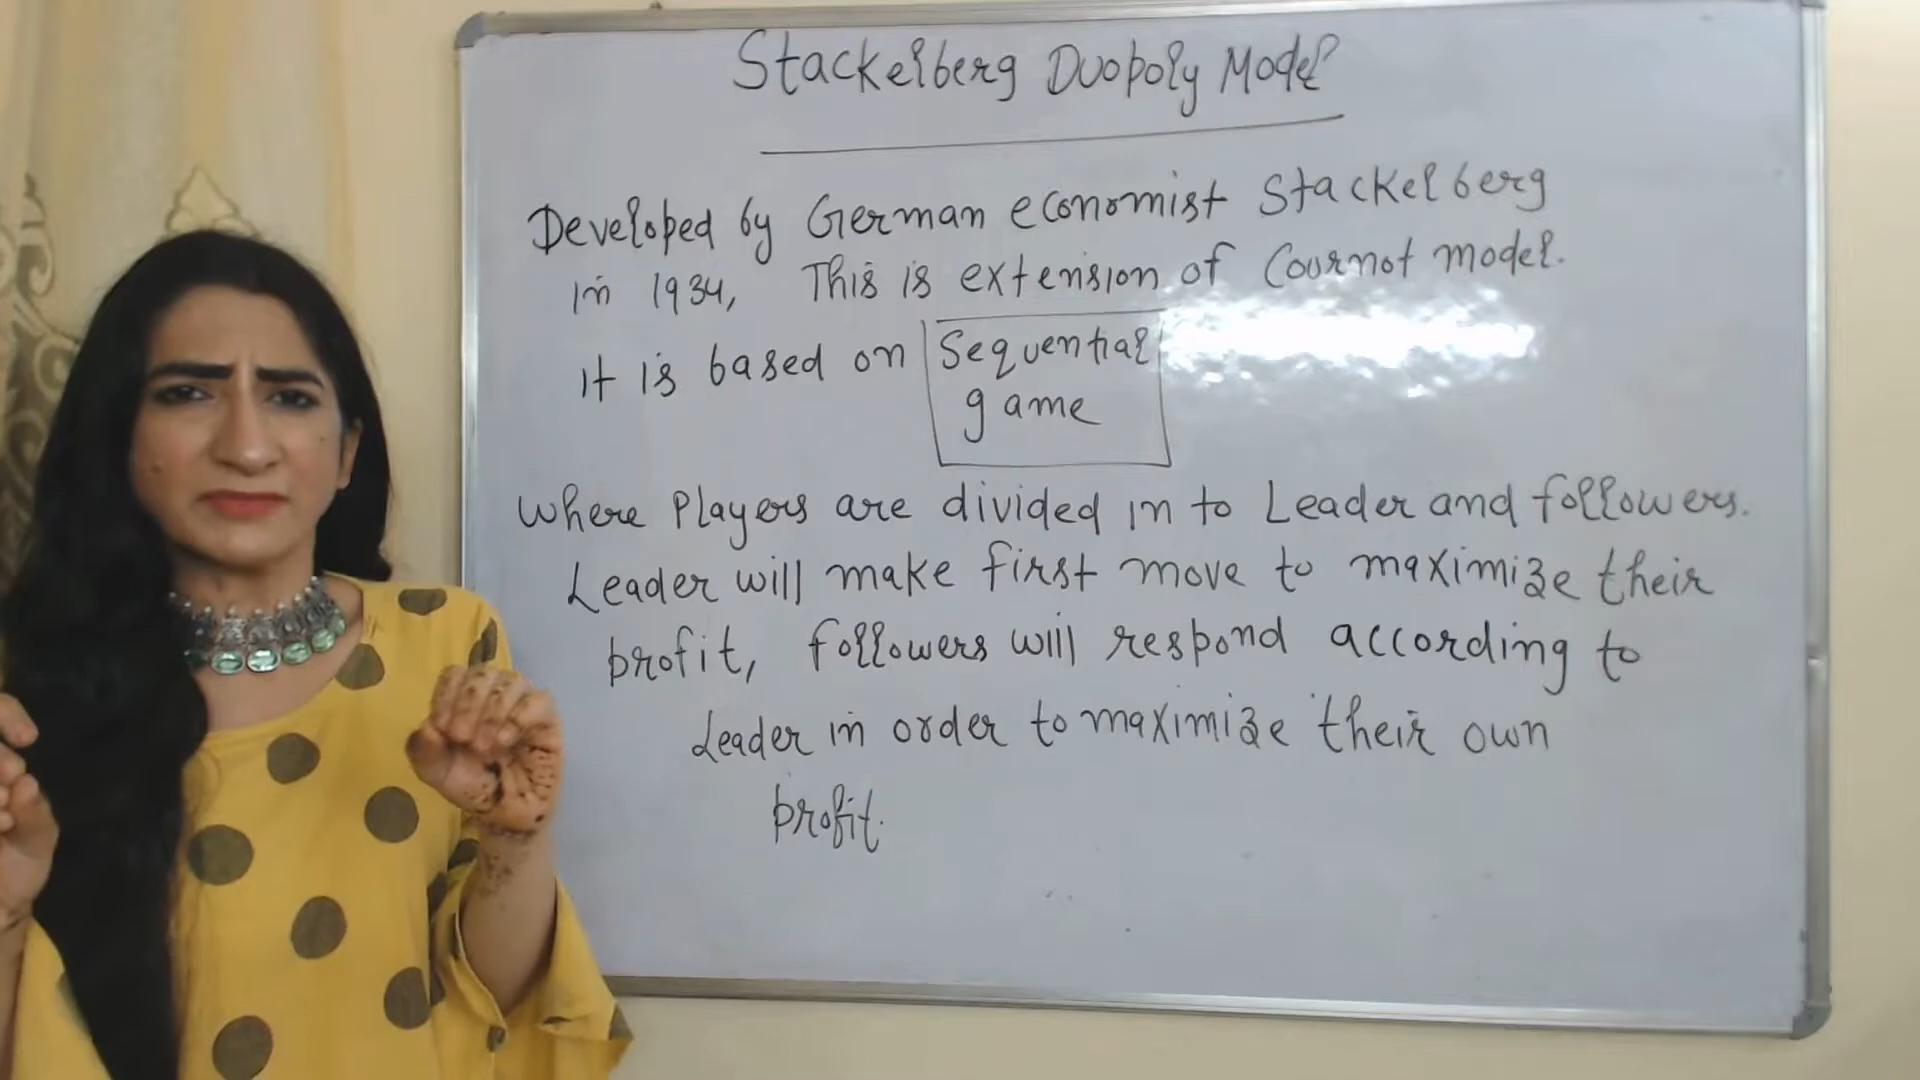 Stackelberg Duopoly Model
Developed by German economist Stackelberg
in 1934, This is extension of Cournot model.
it is based on Sequential
game
where Players are divided in to Leader and followers.
Leader will make first move to maximize their
profit, followers will respond according to
Leader in order to maximize their own
profit.